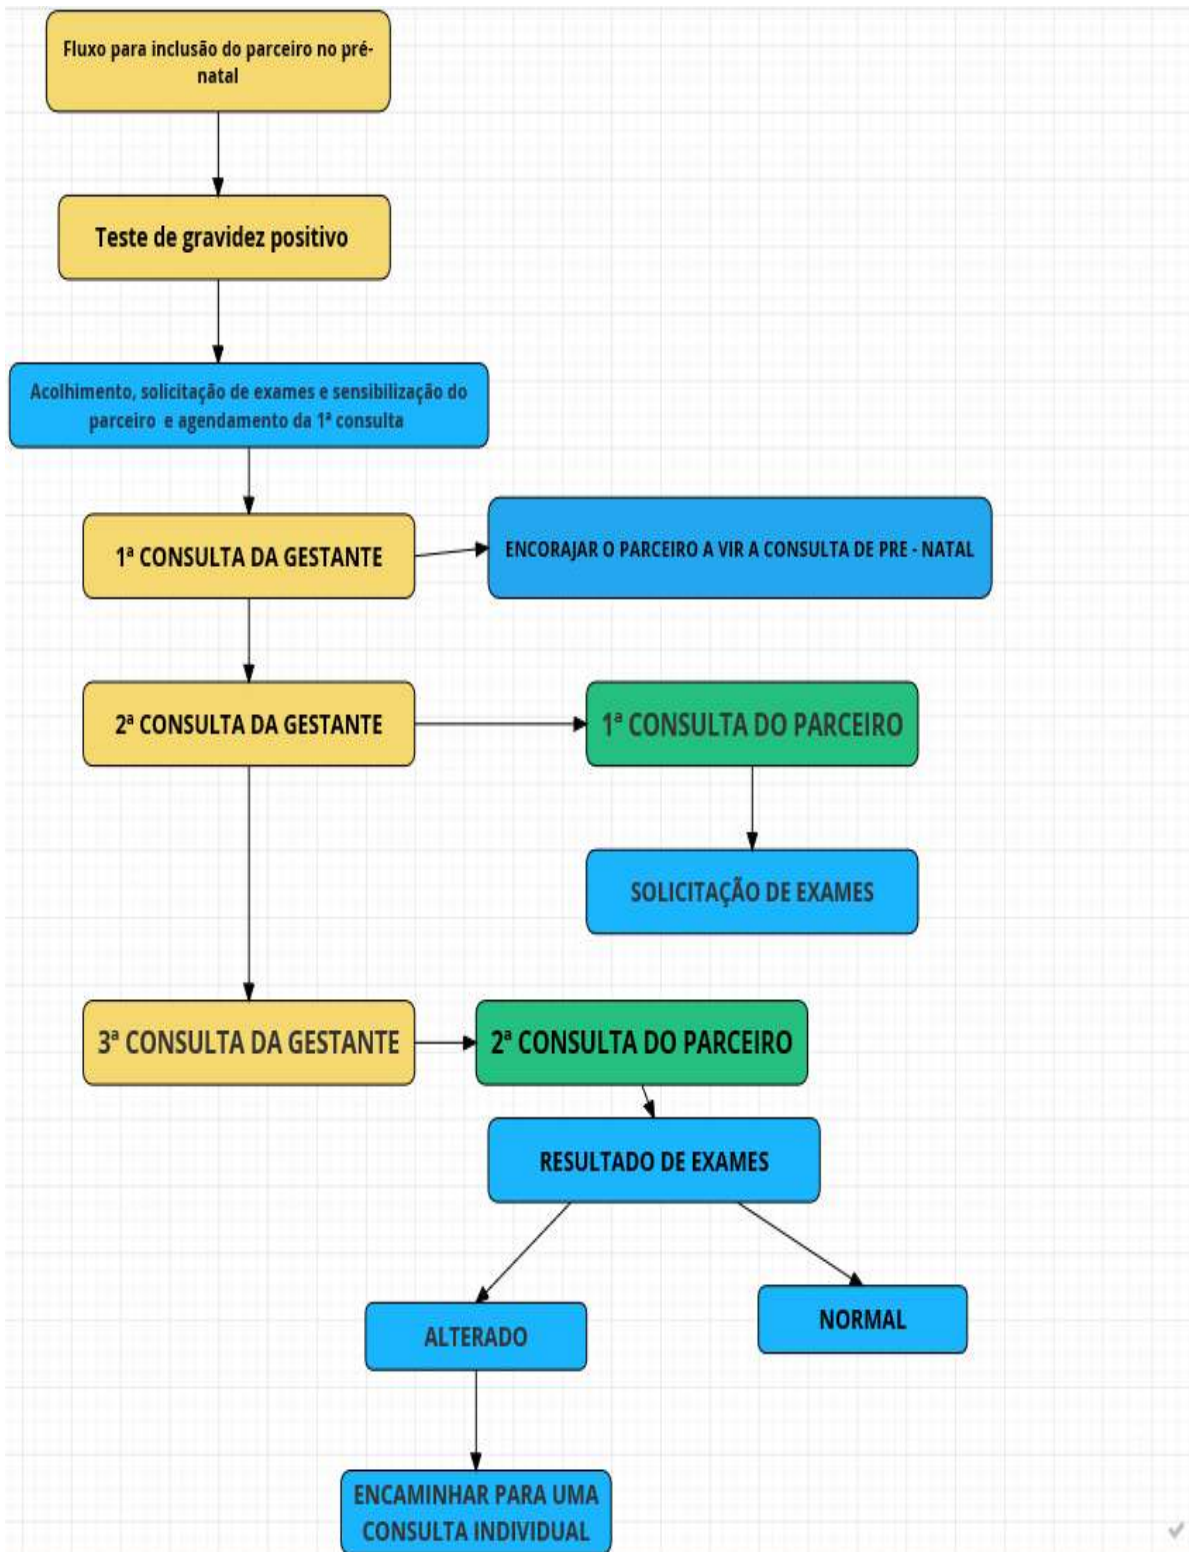 Fluxo para inclusão do parceiro no pré-
natal
Teste de gravidez positivo
Acolhimento, solicitação de exames e sensibilização do
parceiro e agendamento da 1ª consulta
1ª CONSULTA DA GESTANTE
ENCORAJAR O PARCEIRO A VIR A CONSULTA DE PRE - NATAL
2ª CONSULTA DA GESTANTE
1ª CONSULTA DO PARCEIRO
SOLICITAÇÃO DE EXAMES
3ª CONSULTA DA GESTANTE
2ª CONSULTA DO PARCEIRO
RESULTADO DE EXAMES
ALTERADO
NORMAL
ENCAMINHAR PARA UMA
CONSULTA INDIVIDUAL